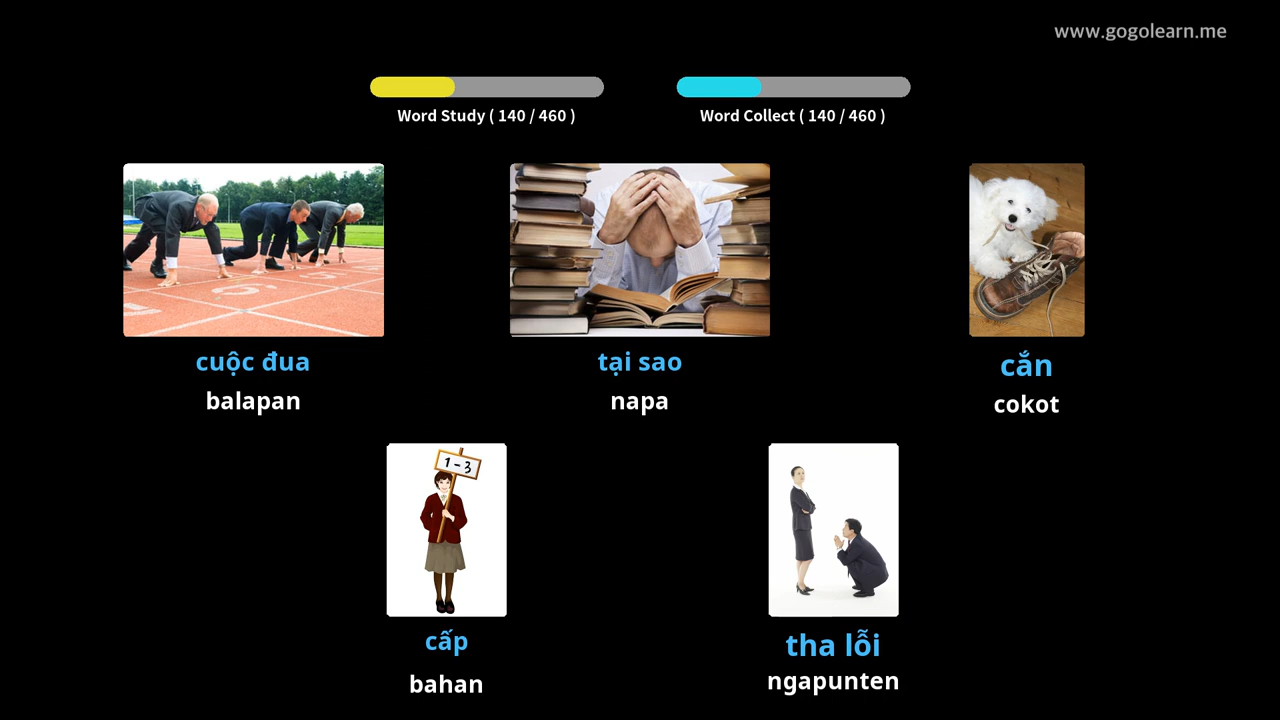 www.gogolearn.me
Word Study ( 140 / 460 )
Word Collect ( 140 / 460 )
cuộc đua
balapan
tại sao
napa
cắn
cokot
1 - 3
cấp
bahan
tha lỗi
ngapunten